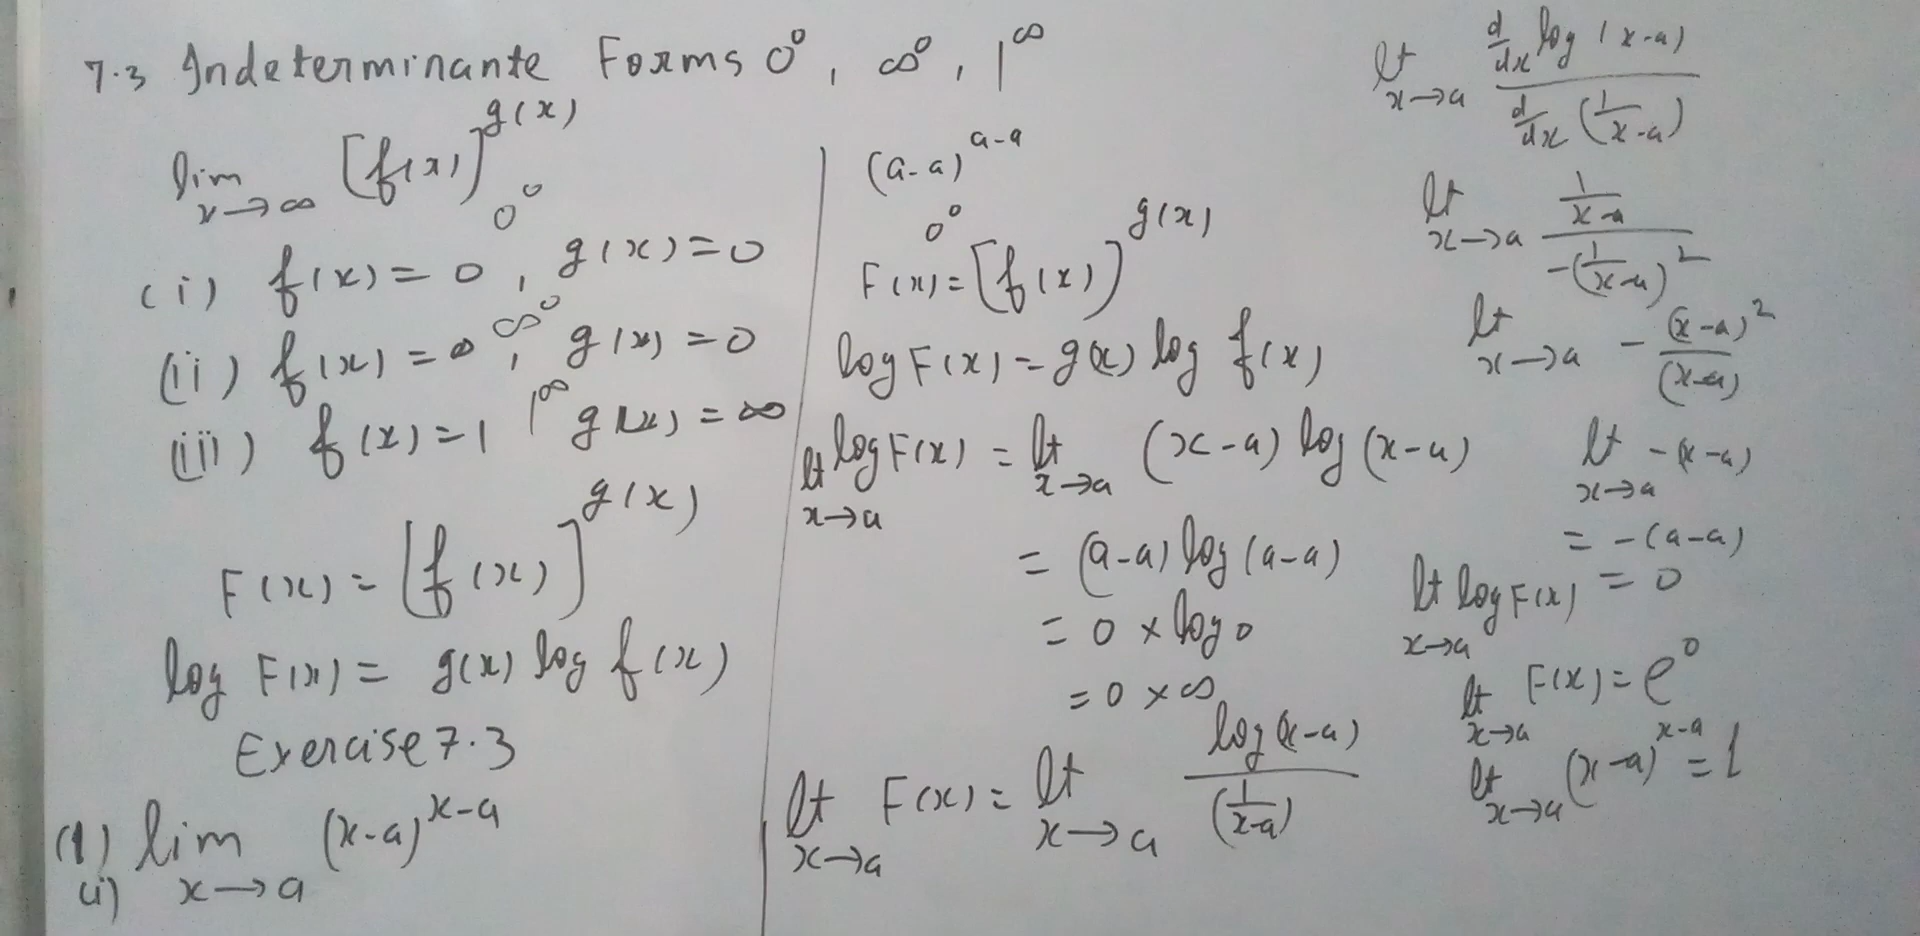 7.3 Indeterminante Forms 0⁰, ∞⁰, 1^∞
lim x→∞ [f(x)]^g(x)
0⁰
(i) f(x) = 0, g(x) = 0
∞⁰
(ii) f(x) = ∞, g(x) = 0
(iii) f(x) = 1 1^∞ g(x) = ∞
F(x) = [f(x)]^g(x)
log F(x) = g(x) log f(x)
Exercise 7.3
(1) lim x→a (x-a)^x-a
(i)
(a-a)^a-a
0⁰
F(x) = [f(x)]^g(x)
log F(x) = g(x) log f(x)
lt x→a log F(x) = lt x→a (x-a) log (x-a)
= (a-a) log (a-a)
= 0 × log 0
= 0 × ∞
lt x→a F(x) = lt x→a log(x-a) / (1/x-a)
lt x→a d/dx log(x-a) / d/dx (1/x-a)
lt x→a 1/x-a / -(1/x-a)²
lt x→a - (x-a)²/(x-a)
lt x→a -(x-a)
= -(a-a)
lt x→a log F(x) = 0
lt x→a F(x) = e⁰
lt x→a (x-a)^x-a = 1